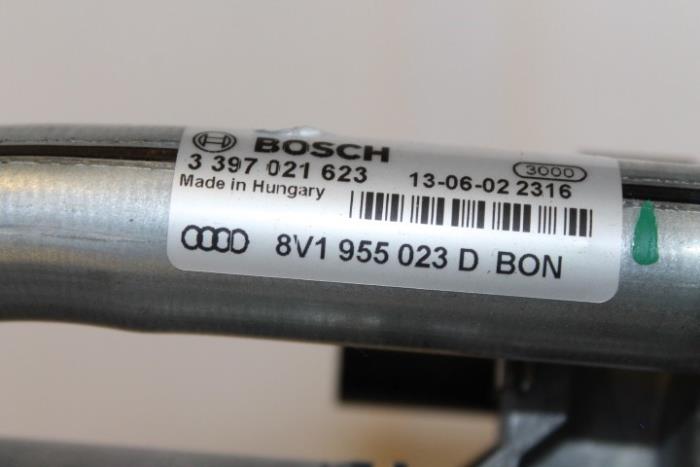 BOSCH
3 397 021 623 13-06-02 2316
3000
Made in Hungary
8V1 955 023 D BON